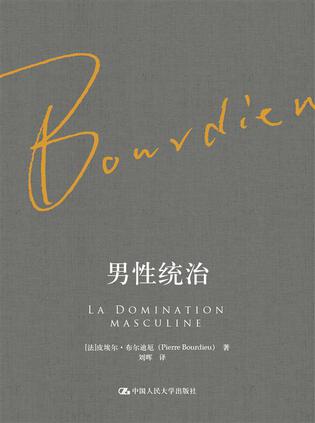 Bourdieu
男性统治
LA DOMINATION
MASCULINE
[法]皮埃尔·布尔迪厄(Pierre Bourdieu) 著
刘晖 译
中国人民大学出版社